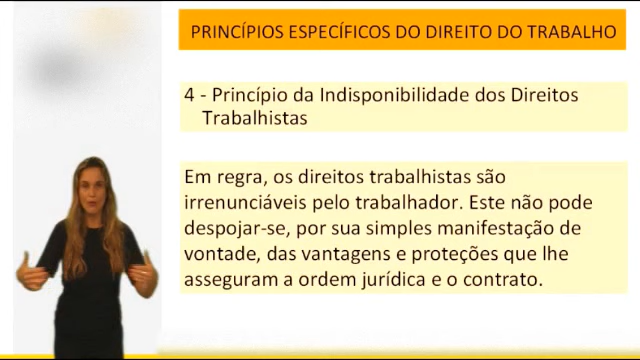 PRINCÍPIOS ESPECÍFICOS DO DIREITO DO TRABALHO
4 - Princípio da Indisponibilidade dos Direitos
Trabalhistas
Em regra, os direitos trabalhistas são
irrenunciáveis pelo trabalhador. Este não pode
despojar-se, por sua simples manifestação de
vontade, das vantagens e proteções que lhe
asseguram a ordem jurídica e o contrato.